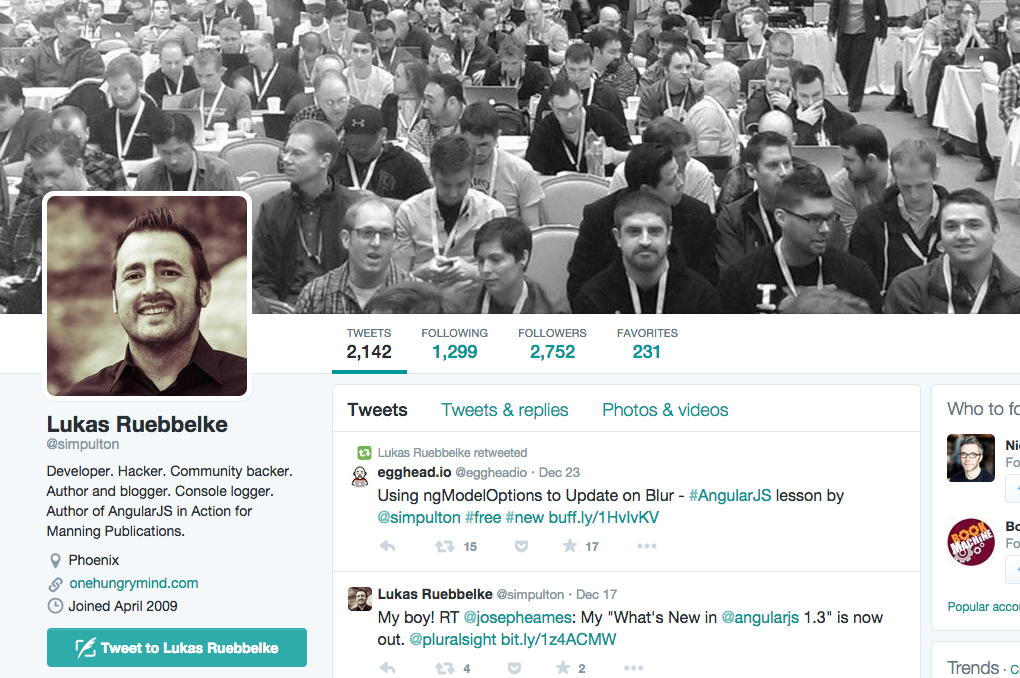 TWEETS
2,142
FOLLOWING
1,299
FOLLOWERS
2,752
FAVORITES
231
Lukas Ruebbelke
@simpulton
Developer. Hacker. Community backer.
Author and blogger. Console logger.
Author of AngularJS in Action for
Manning Publications.
Phoenix
onehungrymind.com
Joined April 2009
Tweet to Lukas Ruebbelke
Tweets Tweets & replies Photos & videos
Lukas Ruebbelke retweeted
egghead.io @eggheadio · Dec 23
Using ngModelOptions to Update on Blur - #AngularJS lesson by
@simpulton #free #new buff.ly/1HvIvKV
15 17
Lukas Ruebbelke @simpulton · Dec 17
My boy! RT @josepheames: My "What's New in @angularjs 1.3" is now
out. @pluralsight bit.ly/1z4ACMW
4 2
Who to fo
Ni
Fo
BOOK
MACHINE
Bo
Fo
Popular accou
Trends · c